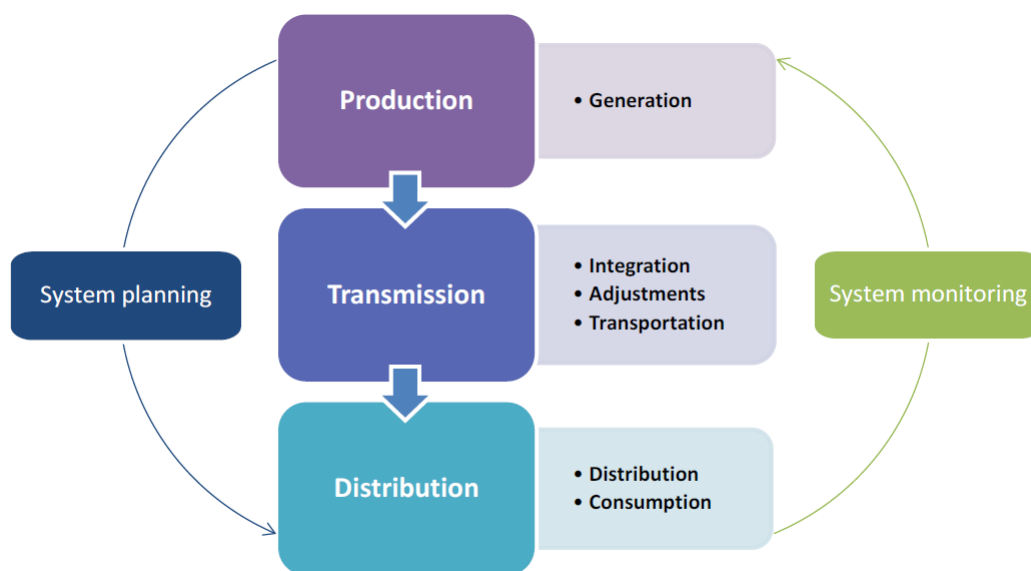 Production
• Generation
System planning
Transmission
• Integration
• Adjustments
• Transportation
System monitoring
Distribution
• Distribution
• Consumption